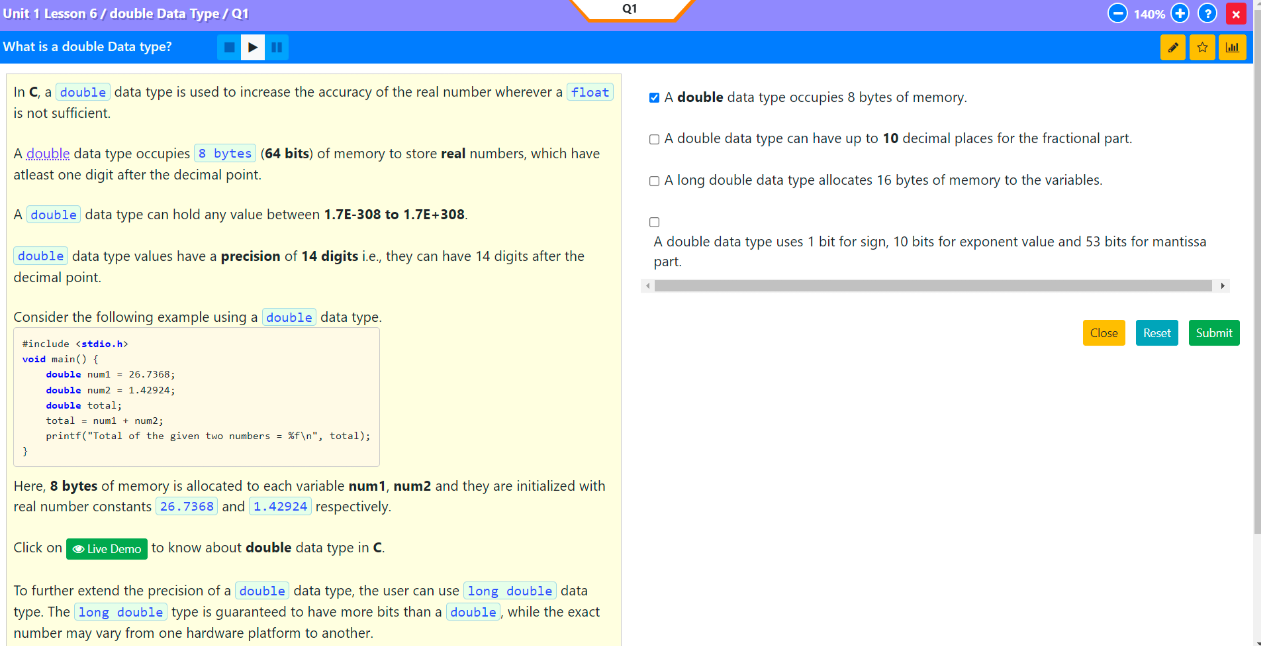 Unit 1 Lesson 6 / double Data Type / Q1
Q1
140%
?
What is a double Data type?
In C, a double data type is used to increase the accuracy of the real number wherever a float
is not sufficient.
A double data type occupies 8 bytes (64 bits) of memory to store real numbers, which have
atleast one digit after the decimal point.
A double data type can hold any value between 1.7E-308 to 1.7E+308.
double data type values have a precision of 14 digits i.e., they can have 14 digits after the
decimal point.
Consider the following example using a double data type.
#include <stdio.h>
void main() {
    double num1 = 26.7368;
    double num2 = 1.42924;
    double total;
    total = num1 + num2;
    printf("Total of the given two numbers = %f\n", total);
}
Here, 8 bytes of memory is allocated to each variable num1, num2 and they are initialized with
real number constants 26.7368 and 1.42924 respectively.
Click on Live Demo to know about double data type in C.
To further extend the precision of a double data type, the user can use long double data
type. The long double type is guaranteed to have more bits than a double, while the exact
number may vary from one hardware platform to another.
A double data type occupies 8 bytes of memory.
A double data type can have up to 10 decimal places for the fractional part.
A long double data type allocates 16 bytes of memory to the variables.
A double data type uses 1 bit for sign, 10 bits for exponent value and 53 bits for mantissa
part.
Close Reset Submit